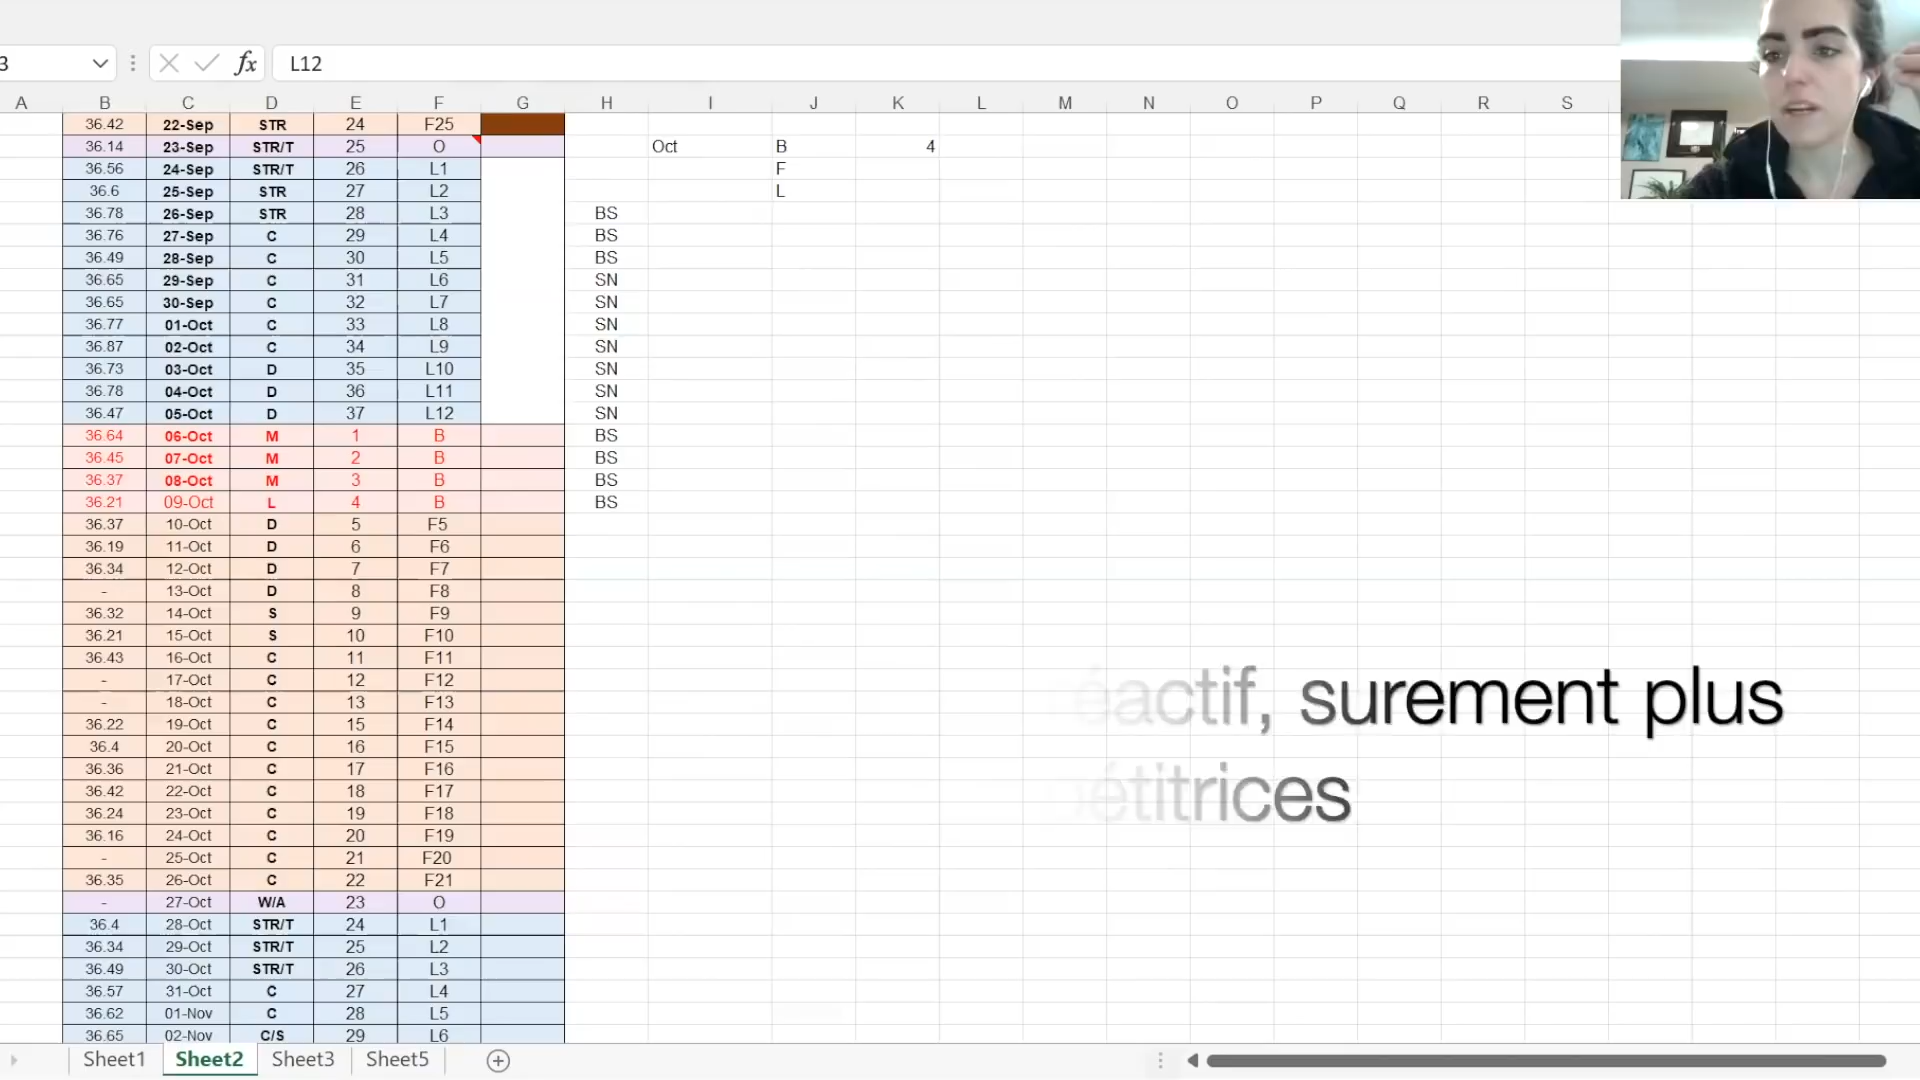 3 fx L12
A B C D E F G H I J K L M N O P Q R S
36.42 22-Sep STR 24 F25
36.14 23-Sep STR/T 25 O Oct B 4
36.56 24-Sep STR/T 26 L1 F
36.6 25-Sep STR 27 L2 L
36.78 26-Sep STR 28 L3 BS
36.76 27-Sep C 29 L4 BS
36.49 28-Sep C 30 L5 BS
36.65 29-Sep C 31 L6 SN
36.65 30-Sep C 32 L7 SN
36.77 01-Oct C 33 L8 SN
36.87 02-Oct C 34 L9 SN
36.73 03-Oct D 35 L10 SN
36.78 04-Oct D 36 L11 SN
36.47 05-Oct D 37 L12 SN
36.64 06-Oct M 1 B BS
36.45 07-Oct M 2 B BS
36.37 08-Oct M 3 B BS
36.21 09-Oct L 4 B BS
36.37 10-Oct D 5 F5
36.19 11-Oct D 6 F6
36.34 12-Oct D 7 F7
- 13-Oct D 8 F8
36.32 14-Oct S 9 F9
36.21 15-Oct S 10 F10
36.43 16-Oct C 11 F11
- 17-Oct C 12 F12
- 18-Oct C 13 F13
36.22 19-Oct C 15 F14
36.4 20-Oct C 16 F15
36.36 21-Oct C 17 F16
36.42 22-Oct C 18 F17
36.24 23-Oct C 19 F18
36.16 24-Oct C 20 F19
- 25-Oct C 21 F20
36.35 26-Oct C 22 F21
- 27-Oct W/A 23 O
36.4 28-Oct STR/T 24 L1
36.34 29-Oct STR/T 25 L2
36.49 30-Oct STR/T 26 L3
36.57 31-Oct C 27 L4
36.62 01-Nov C 28 L5
36.65 02-Nov C/S 29 L6
éactif, surement plus
étitrices
Sheet1 Sheet2 Sheet3 Sheet5